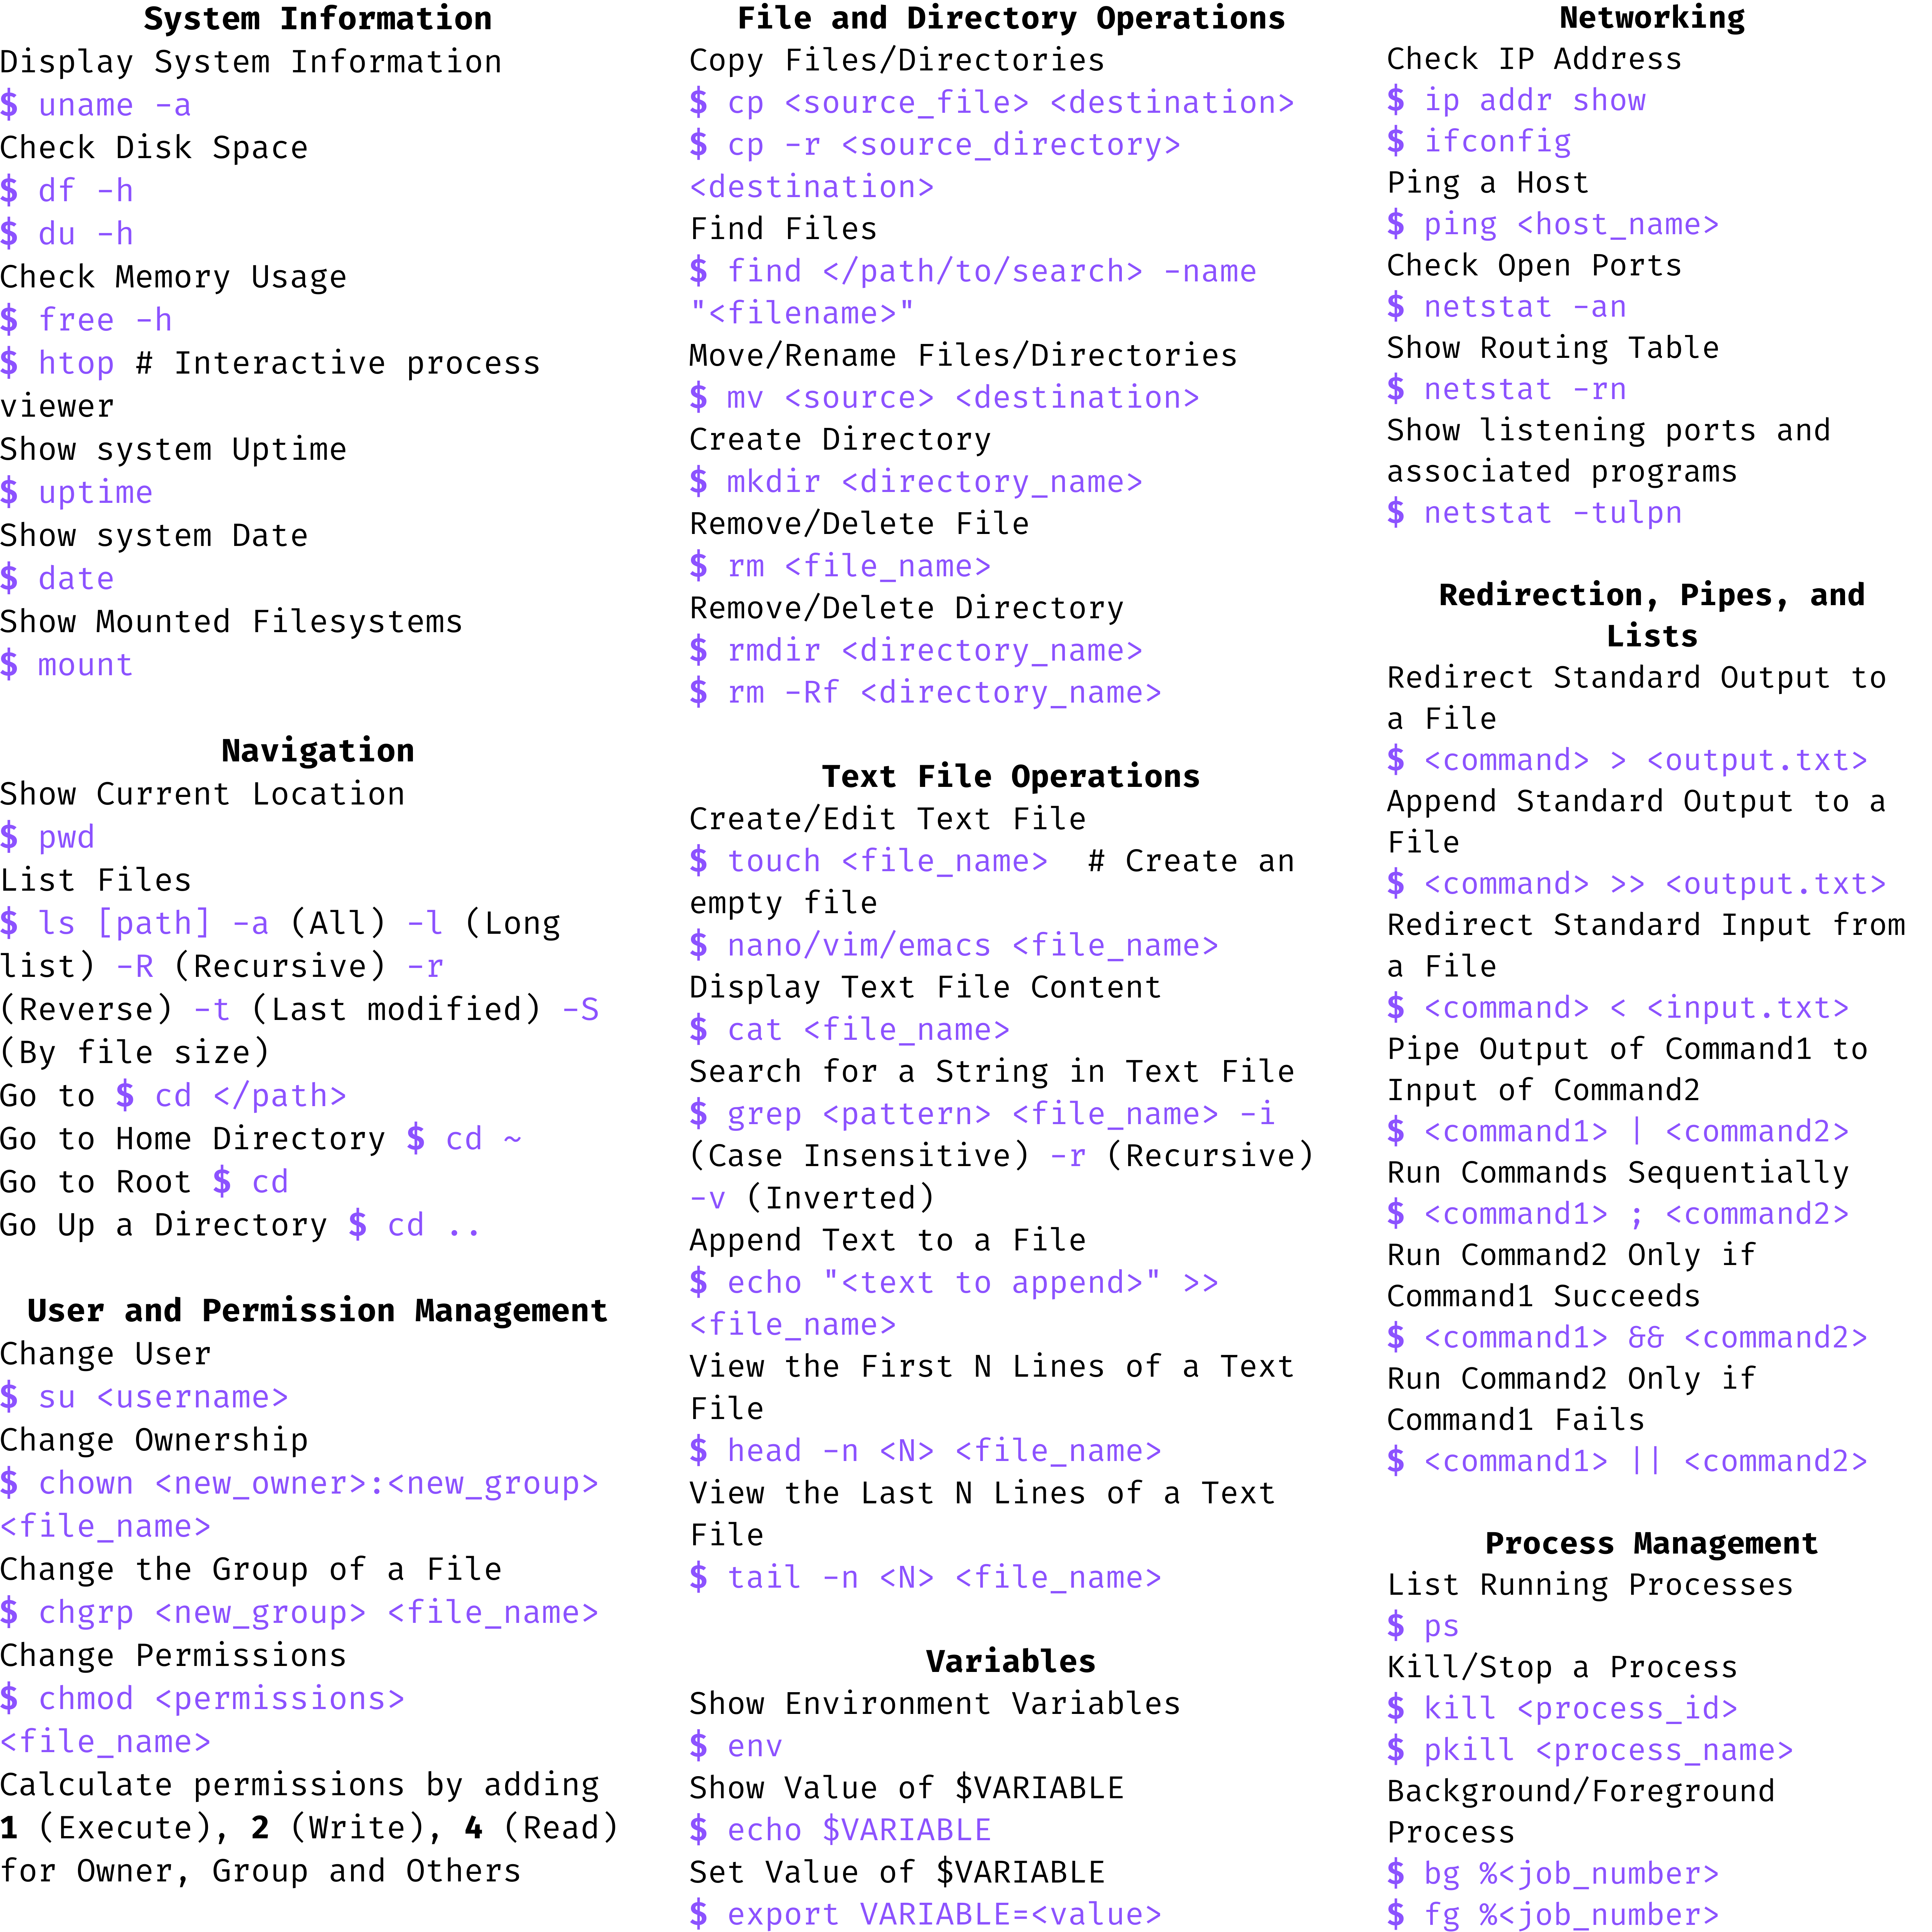 System Information
Display System Information
$ uname -a
Check Disk Space
$ df -h
$ du -h
Check Memory Usage
$ free -h
$ htop # Interactive process
viewer
Show system Uptime
$ uptime
Show system Date
$ date
Show Mounted Filesystems
$ mount
Navigation
Show Current Location
$ pwd
List Files
$ ls [path] -a (All) -l (Long
list) -R (Recursive) -r
(Reverse) -t (Last modified) -S
(By file size)
Go to $ cd </path>
Go to Home Directory $ cd ~
Go to Root $ cd
Go Up a Directory $ cd ..
User and Permission Management
Change User
$ su <username>
Change Ownership
$ chown <new_owner>:<new_group>
<file_name>
Change the Group of a File
$ chgrp <new_group> <file_name>
Change Permissions
$ chmod <permissions>
<file_name>
Calculate permissions by adding
1 (Execute), 2 (Write), 4 (Read)
for Owner, Group and Others
File and Directory Operations
Copy Files/Directories
$ cp <source_file> <destination>
$ cp -r <source_directory>
<destination>
Find Files
$ find </path/to/search> -name
"<filename>"
Move/Rename Files/Directories
$ mv <source> <destination>
Create Directory
$ mkdir <directory_name>
Remove/Delete File
$ rm <file_name>
Remove/Delete Directory
$ rmdir <directory_name>
$ rm -Rf <directory_name>
Text File Operations
Create/Edit Text File
$ touch <file_name>  # Create an
empty file
$ nano/vim/emacs <file_name>
Display Text File Content
$ cat <file_name>
Search for a String in Text File
$ grep <pattern> <file_name> -i
(Case Insensitive) -r (Recursive)
-v (Inverted)
Append Text to a File
$ echo "<text to append>" >>
<file_name>
View the First N Lines of a Text
File
$ head -n <N> <file_name>
View the Last N Lines of a Text
File
$ tail -n <N> <file_name>
Variables
Show Environment Variables
$ env
Show Value of $VARIABLE
$ echo $VARIABLE
Set Value of $VARIABLE
$ export VARIABLE=<value>
Networking
Check IP Address
$ ip addr show
$ ifconfig
Ping a Host
$ ping <host_name>
Check Open Ports
$ netstat -an
Show Routing Table
$ netstat -rn
Show listening ports and
associated programs
$ netstat -tulpn
Redirection, Pipes, and
Lists
Redirect Standard Output to
a File
$ <command> > <output.txt>
Append Standard Output to a
File
$ <command> >> <output.txt>
Redirect Standard Input from
a File
$ <command> < <input.txt>
Pipe Output of Command1 to
Input of Command2
$ <command1> | <command2>
Run Commands Sequentially
$ <command1> ; <command2>
Run Command2 Only if
Command1 Succeeds
$ <command1> && <command2>
Run Command2 Only if
Command1 Fails
$ <command1> || <command2>
Process Management
List Running Processes
$ ps
Kill/Stop a Process
$ kill <process_id>
$ pkill <process_name>
Background/Foreground
Process
$ bg %<job_number>
$ fg %<job_number>